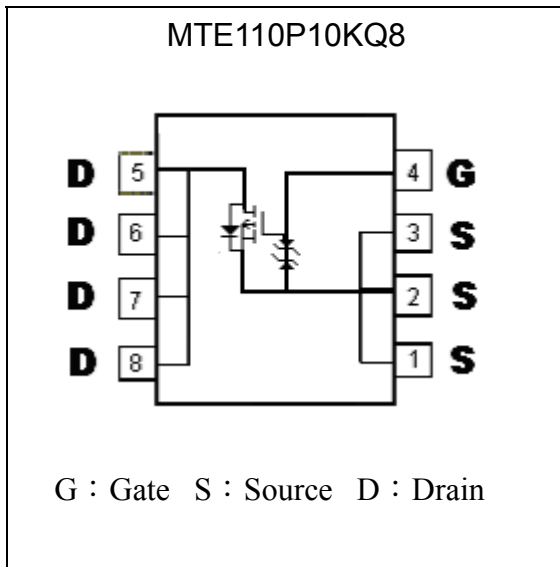 MTE110P10KQ8
D 5 4 G
D 6 3 S
D 7 2 S
D 8 1 S
G：Gate S：Source D：Drain